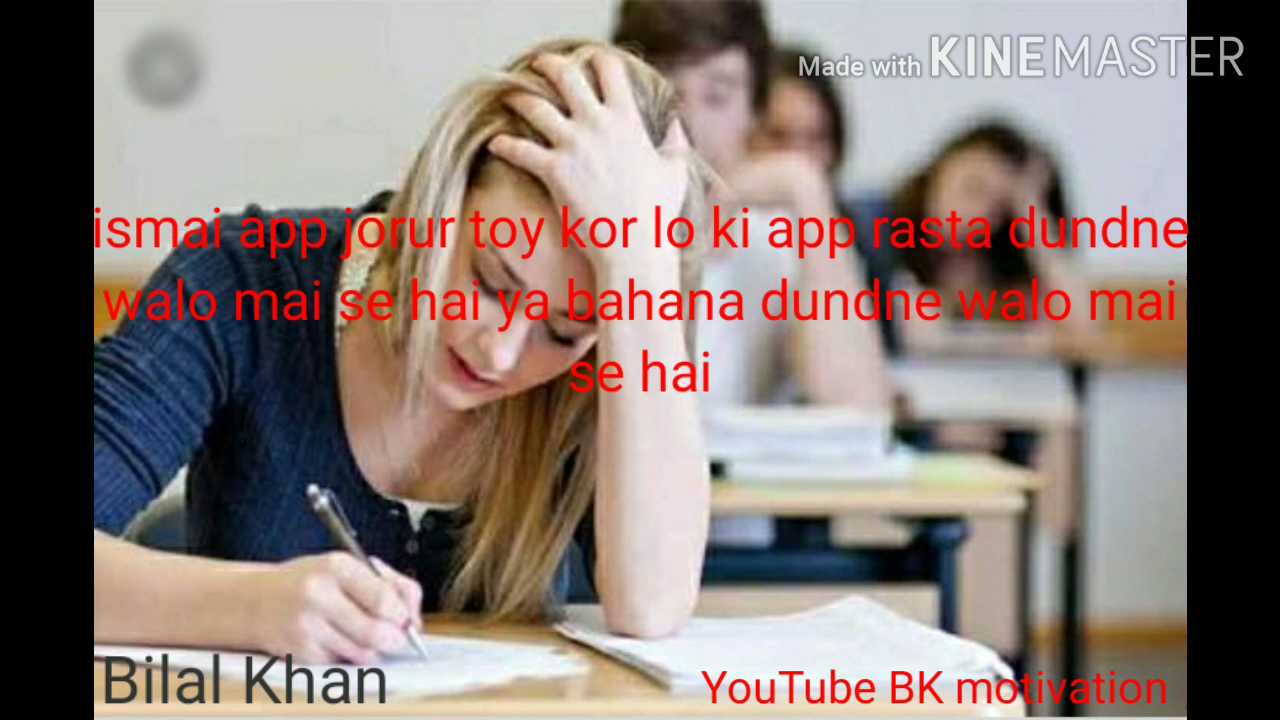 Made with KINEMASTER
ismai app jorur toy kor lo ki app rasta dundne
walo mai se hai ya bahana dundne walo mai
se hai
Bilal Khan
YouTube BK motivation